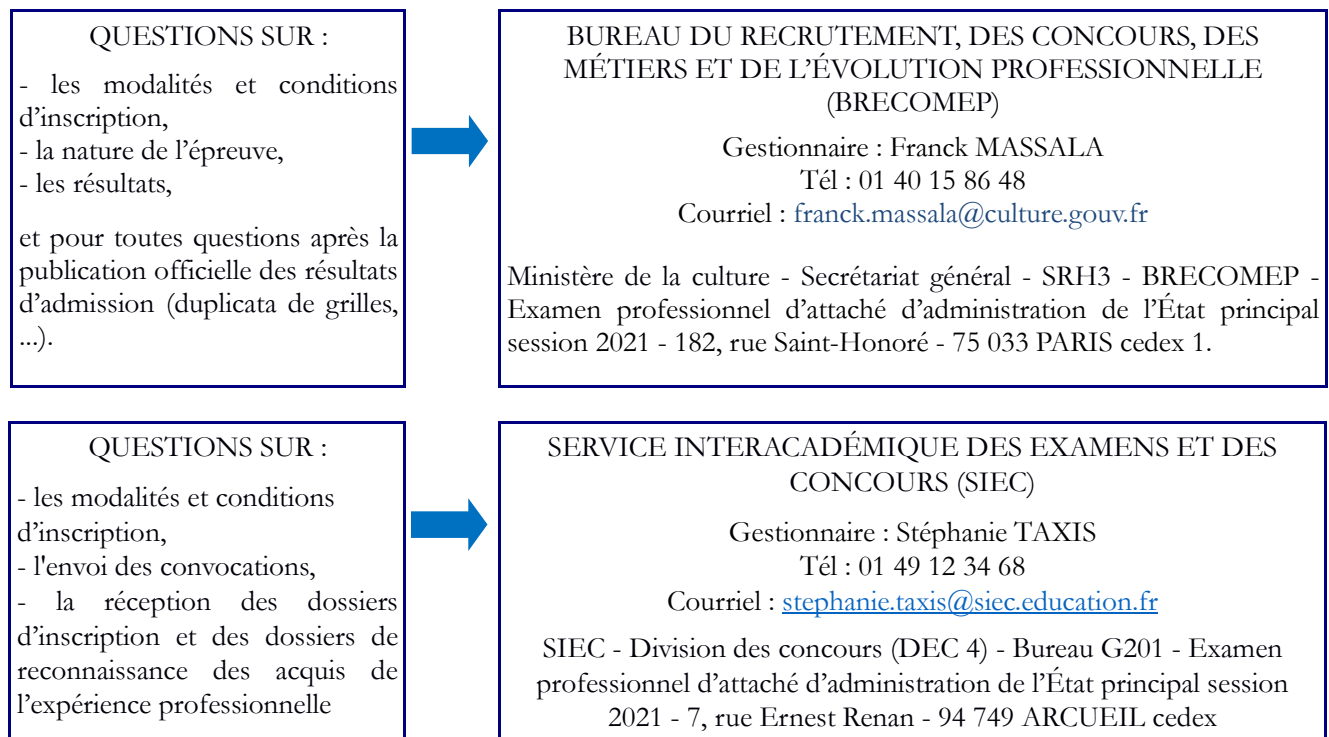 QUESTIONS SUR :
- les modalités et conditions
d’inscription,
- la nature de l’épreuve,
- les résultats,
et pour toutes questions après la
publication officielle des résultats
d’admission (duplicata de grilles,
...).
BUREAU DU RECRUTEMENT, DES CONCOURS, DES
MÉTIERS ET DE L’ÉVOLUTION PROFESSIONNELLE
(BRECOMEP)
Gestionnaire : Franck MASSALA
Tél : 01 40 15 86 48
Courriel : franck.massala@culture.gouv.fr
Ministère de la culture - Secrétariat général - SRH3 - BRECOMEP -
Examen professionnel d’attaché d’administration de l’État principal
session 2021 - 182, rue Saint-Honoré - 75 033 PARIS cedex 1.
QUESTIONS SUR :
- les modalités et conditions
d’inscription,
- l'envoi des convocations,
- la réception des dossiers
d’inscription et des dossiers de
reconnaissance des acquis de
l’expérience professionnelle
SERVICE INTERACADÉMIQUE DES EXAMENS ET DES
CONCOURS (SIEC)
Gestionnaire : Stéphanie TAXIS
Tél : 01 49 12 34 68
Courriel : stephanie.taxis@siec.education.fr
SIEC - Division des concours (DEC 4) - Bureau G201 - Examen
professionnel d’attaché d’administration de l’État principal session
2021 - 7, rue Ernest Renan - 94 749 ARCUEIL cedex